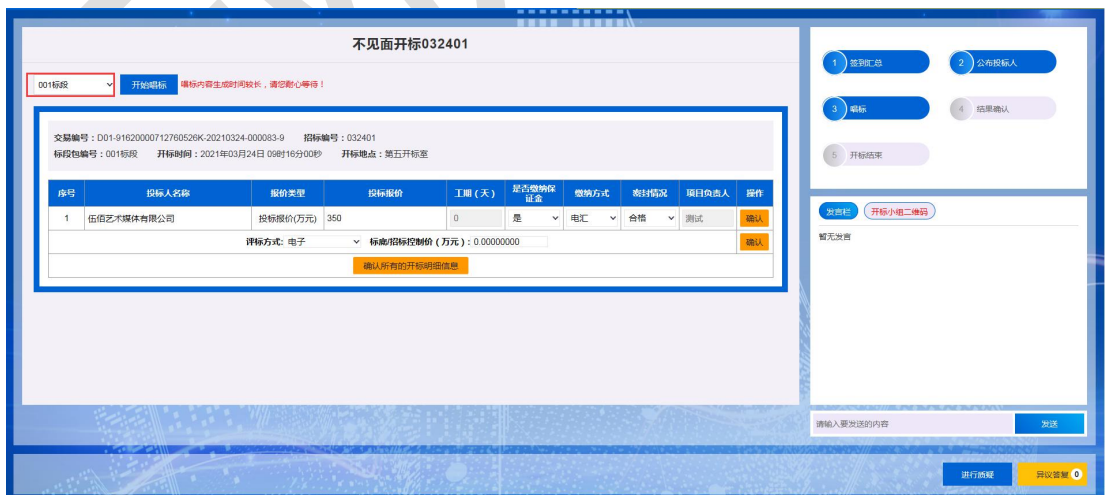 不见面开标032401
001标段 开始唱标 唱标内容生成时间较长，请您耐心等待！
交易编号：D01-91620000712760526K-20210324-000083-9 招标编号：032401
标段包编号：001标段 开标时间：2021年03月24日 09时16分00秒 开标地点：第五开标室
序号 投标人名称 报价类型 投标报价 工期（天） 是否缴纳保证金 缴纳方式 密封情况 项目负责人 操作
1 伍佰艺术媒体有限公司 投标报价(万元) 350 0 是 电汇 合格 测试 确认
评标方式: 电子 标底/招标控制价（万元）: 0.00000000 确认
确认所有的开标明细信息
1 签到汇总
2 公布投标人
3 唱标
4 结果确认
5 开标结束
发言栏 开标小组二维码
暂无发言
请输入要发送的内容 发送
进行质疑 异议答复 0